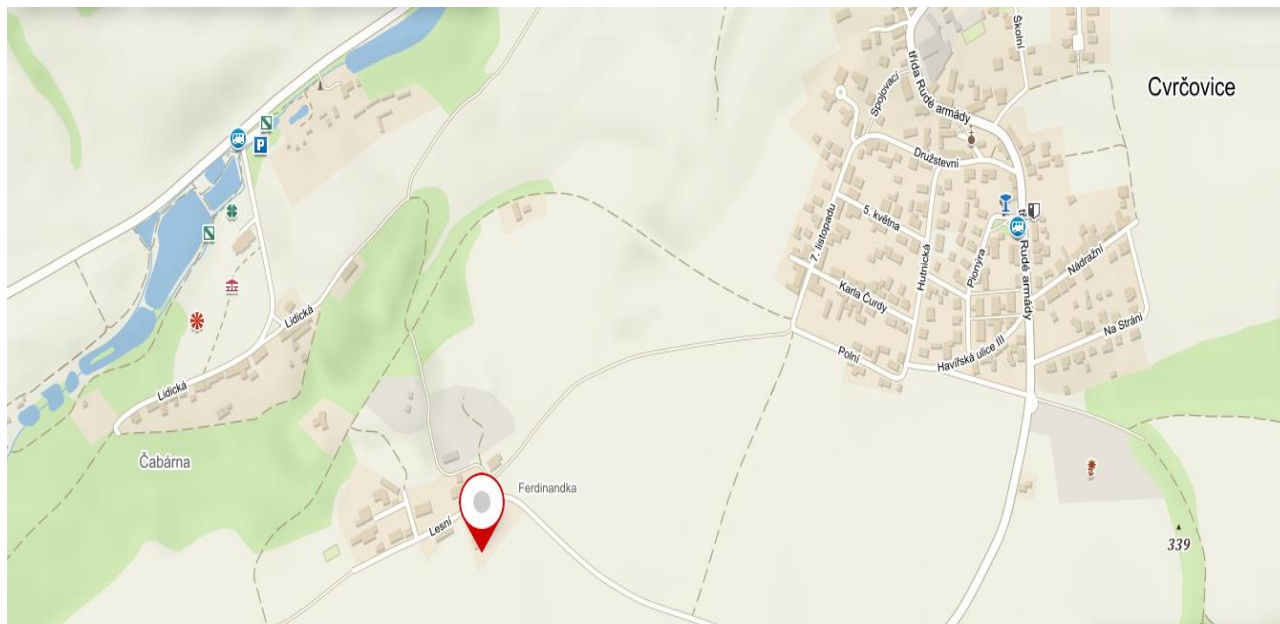 Školní
třída Rudé armády
Spojovací
Cvrčovice
P
Družstevní
5. května
7. listopadu
Hutnická
Pionýra
Rudé armády
Nádražní
Karla Čurdy
Lidická
Na Stráni
Polní
Havířská ulice III
Lidická
Čabárna
Ferdinandka
Lesní
339